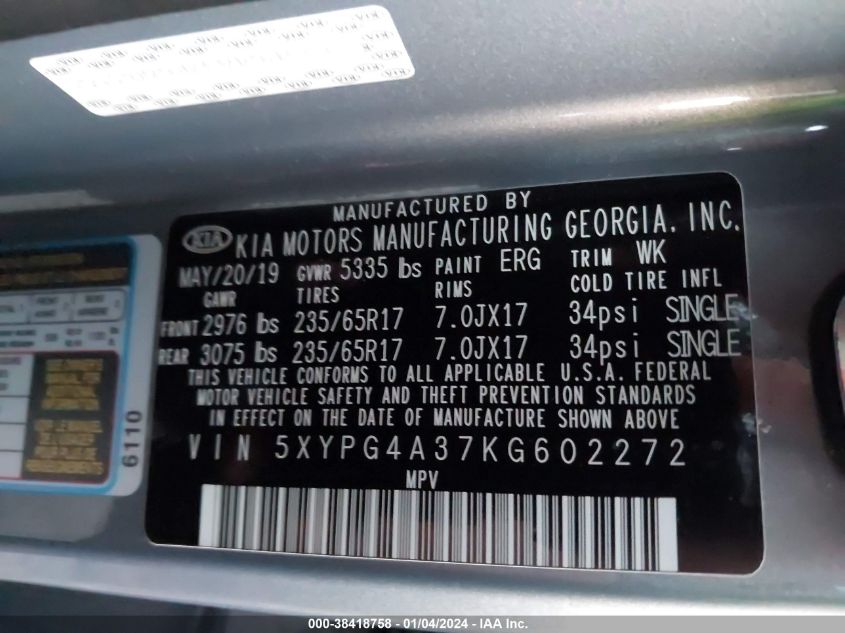 MANUFACTURED BY
KIA KIA MOTORS MANUFACTURING GEORGIA, INC.
MAY/20/19 GVWR 5335 lbs PAINT ERG TRIM WK
GAWR TIRES RIMS COLD TIRE INFL
FRONT 2976 lbs 235/65R17 7.0JX17 34psi SINGLE
REAR 3075 lbs 235/65R17 7.0JX17 34psi SINGLE
THIS VEHICLE CONFORMS TO ALL APPLICABLE U.S.A. FEDERAL
MOTOR VEHICLE SAFETY AND THEFT PREVENTION STANDARDS
IN EFFECT ON THE DATE OF MANUFACTURE SHOWN ABOVE
VIN 5XYPG4A37KG602272
MPV
6110
000-38418758 - 01/04/2024 - IAA Inc.